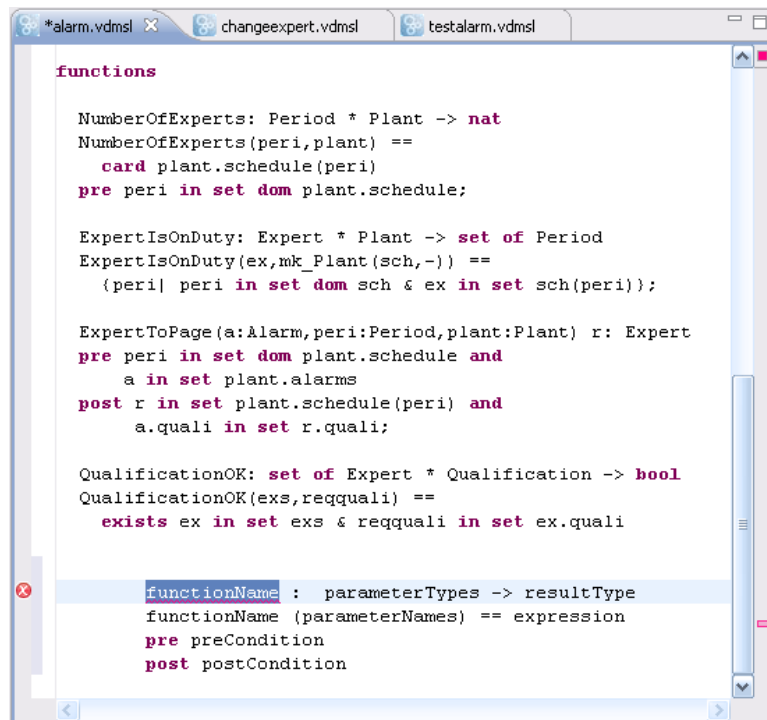 *alarm.vdmsl changeexpert.vdmsl testalarm.vdmsl
functions
NumberOfExperts: Period * Plant -> nat
NumberOfExperts(peri,plant) ==
card plant.schedule(peri)
pre peri in set dom plant.schedule;
ExpertIsOnDuty: Expert * Plant -> set of Period
ExpertIsOnDuty(ex,mk_Plant(sch,-)) ==
{peri| peri in set dom sch & ex in set sch(peri)};
ExpertToPage(a:Alarm,peri:Period,plant:Plant) r: Expert
pre peri in set dom plant.schedule and
a in set plant.alarms
post r in set plant.schedule(peri) and
a.quali in set r.quali;
QualificationOK: set of Expert * Qualification -> bool
QualificationOK(exs,reqquali) ==
exists ex in set exs & reqquali in set ex.quali
functionName : parameterTypes -> resultType
functionName (parameterNames) == expression
pre preCondition
post postCondition